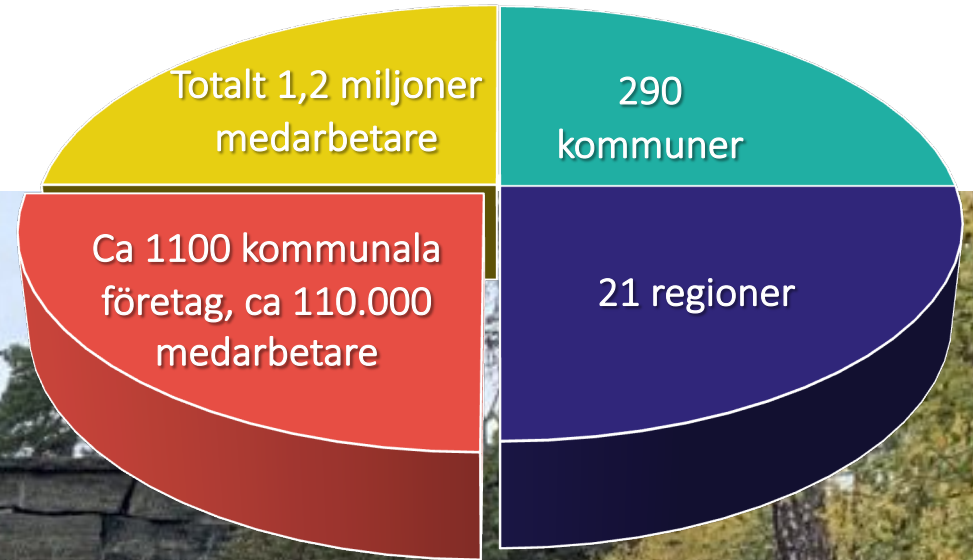 Totalt 1,2 miljoner
medarbetare
290
kommuner
Ca 1100 kommunala
företag, ca 110.000
medarbetare
21 regioner